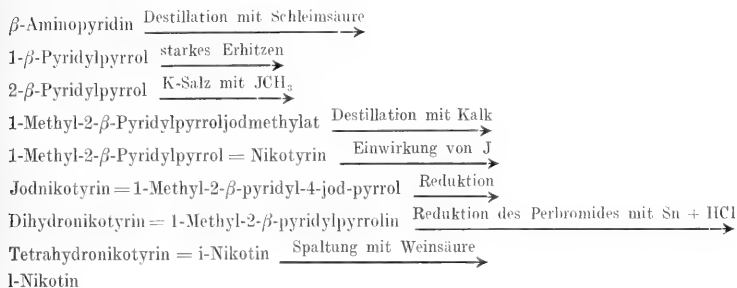 β-Aminopyridin Destillation mit Schleimsäure
1-β-Pyridylpyrrol starkes Erhitzen
2-β-Pyridylpyrrol K-Salz mit JCH₃
1-Methyl-2-β-Pyridylpyrroljodmethylat Destillation mit Kalk
1-Methyl-2-β-Pyridylpyrrol = Nikotyrin Einwirkung von J
Jodnikotyrin = 1-Methyl-2-β-pyridyl-4-jod-pyrrol Reduktion
Dihydronikotyrin = 1-Methyl-2-β-pyridylpyrrolin Reduktion des Perbromides mit Sn + HCl
Tetrahydronikotyrin = i-Nikotin Spaltung mit Weinsäure
l-Nikotin